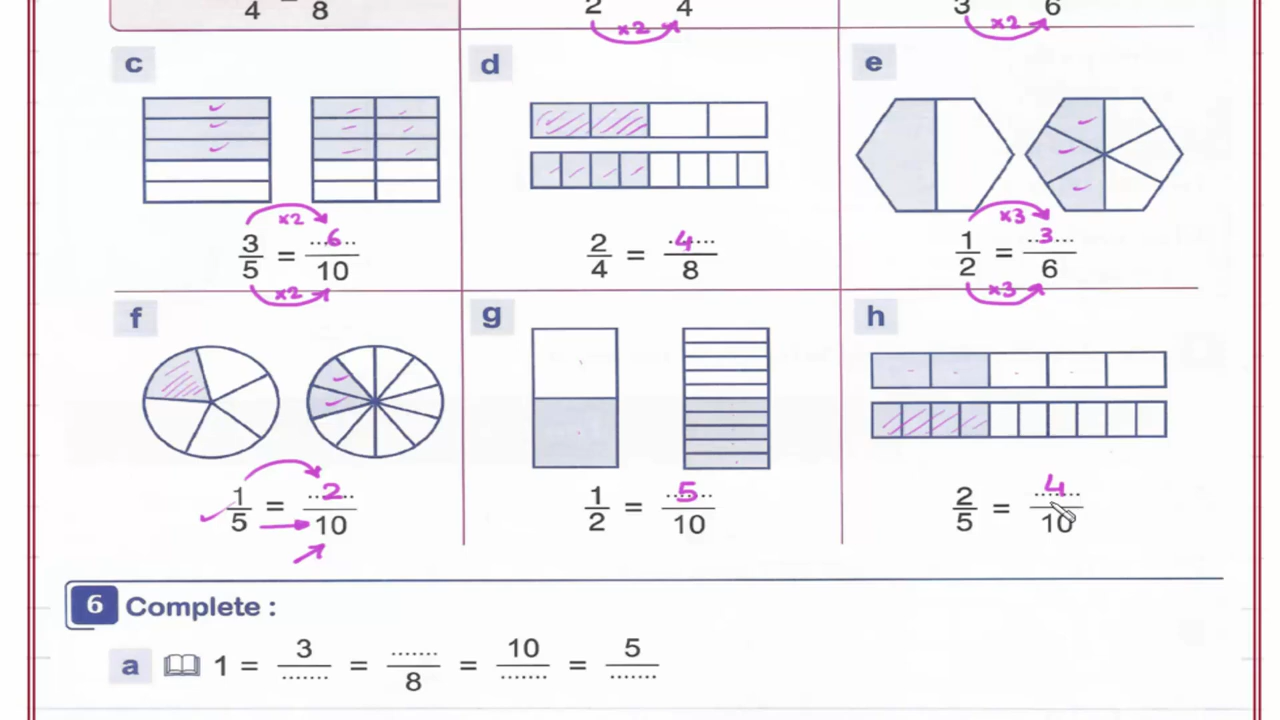 4 = 8
2 4
×2
3 6
×2
c
d
e
×2
3/5 = ...6.../10
×2
2/4 = ...4.../8
×3
1/2 = ...3.../6
×3
f
g
h
1/5 = ...2.../10
1/2 = ...5.../10
2/5 = ...4.../10
6 Complete :
a 1 = 3/....... = ......./8 = 10/....... = 5/.......